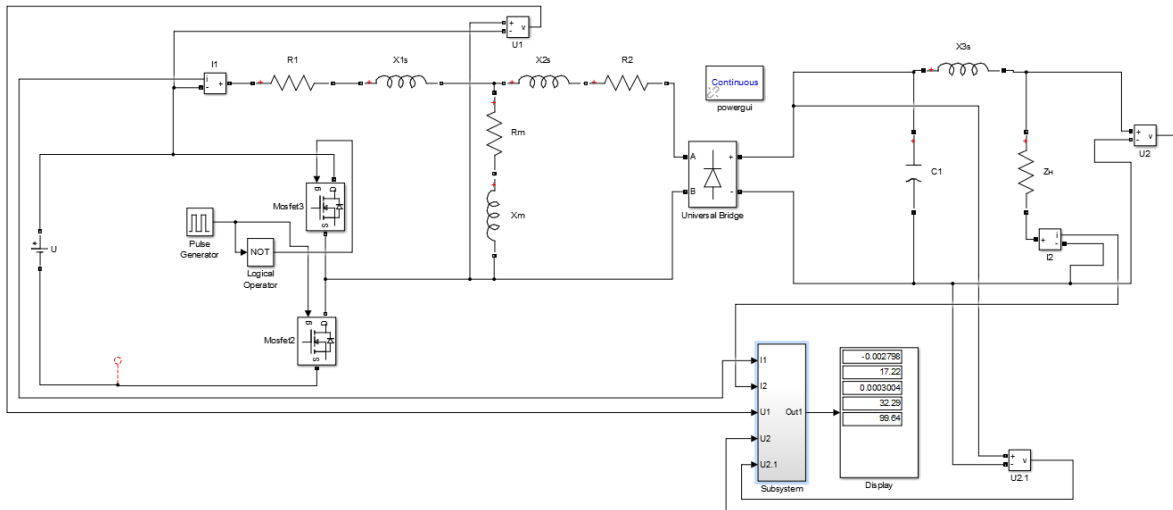 +
-
v
U1
I1
i
-
+
R1
X1s
X2s
R2
Continuous
powergui
X3s
+
-
v
U2
Rm
Xm
A
B
+
-
Universal Bridge
C1
Zн
+
i
-
I2
g
D
S
Mosfet3
Pulse
Generator
NOT
Logical
Operator
+
U
g
D
S
Mosfet2
I1
I2
U1
U2
U2.1
Out1
Subsystem
-0.002798
17.22
0.0003004
32.29
99.64
Display
+
-
v
U2.1